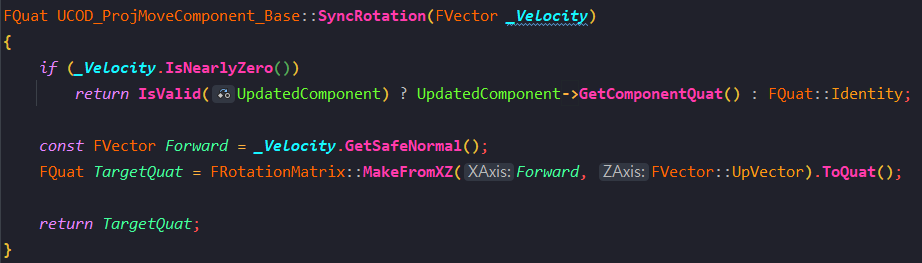 FQuat UCOD_ProjMoveComponent_Base::SyncRotation(FVector _Velocity)
{
    if (_Velocity.IsNearlyZero())
        return IsValid(UpdatedComponent) ? UpdatedComponent->GetComponentQuat() : FQuat::Identity;
    const FVector Forward = _Velocity.GetSafeNormal();
    FQuat TargetQuat = FRotationMatrix::MakeFromXZ(XAxis:Forward, ZAxis:FVector::UpVector).ToQuat();
    return TargetQuat;
}